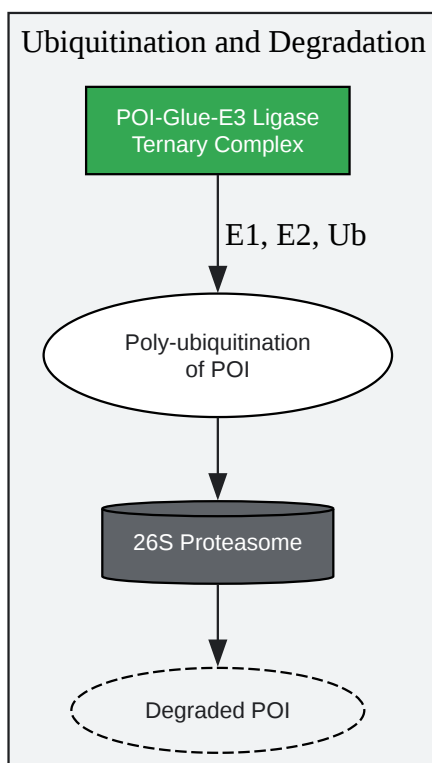 Ubiquitination and Degradation
POI-Glue-E3 Ligase
Ternary Complex
E1, E2, Ub
Poly-ubiquitination
of POI
26S Proteasome
Degraded POI